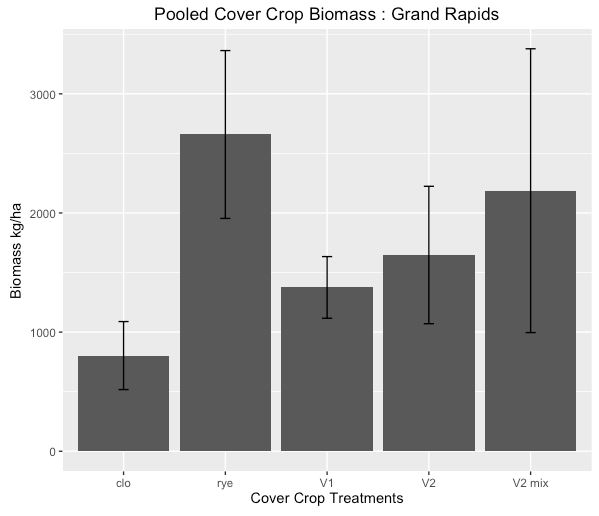 Pooled Cover Crop Biomass : Grand Rapids
Biomass kg/ha
3000
2000
1000
0
clo rye V1 V2 V2 mix
Cover Crop Treatments